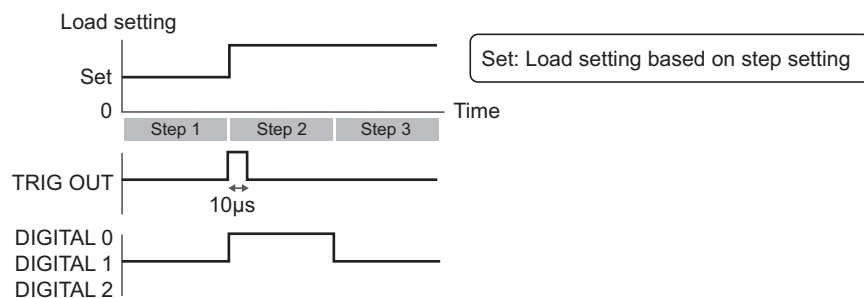 Load setting
Set: Load setting based on step setting
Set
0
Time
Step 1 Step 2 Step 3
TRIG OUT
10μs
DIGITAL 0
DIGITAL 1
DIGITAL 2